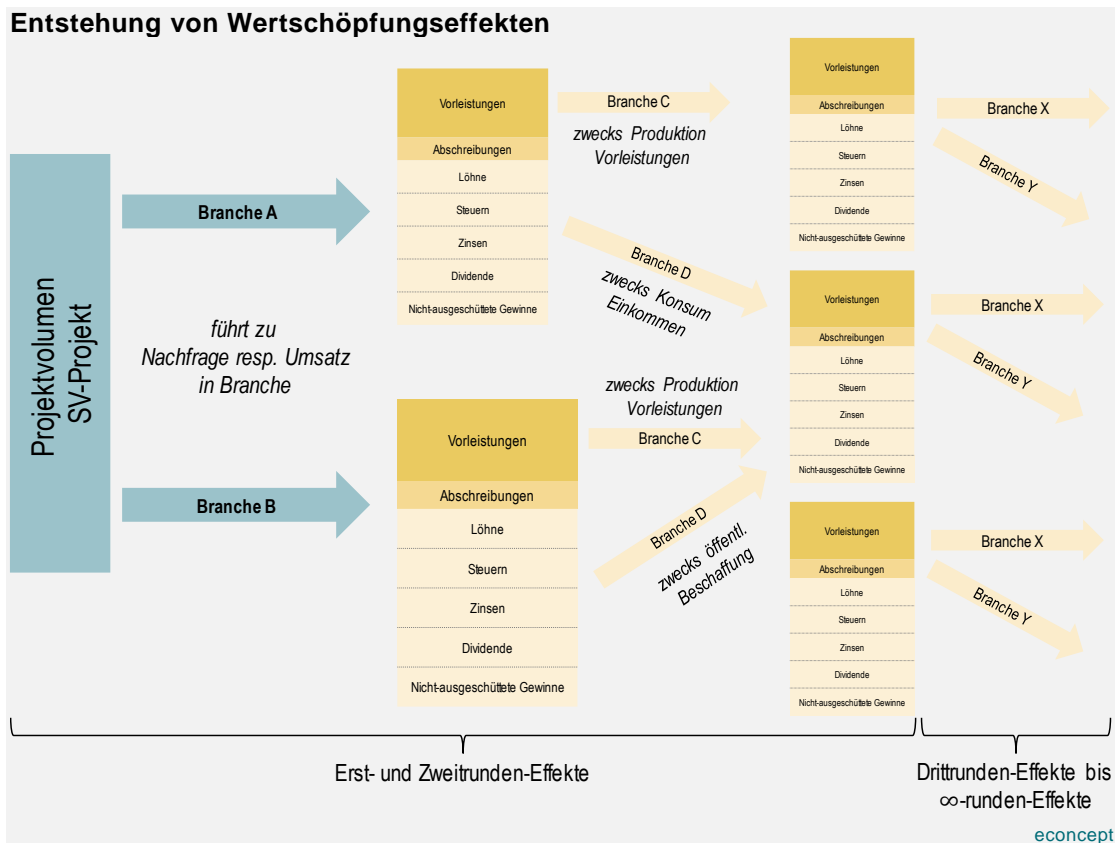 Entstehung von Wertschöpfungseffekten
Projektvolumen
SV-Projekt
Branche A
führt zu
Nachfrage resp. Umsatz
in Branche
Branche B
Vorleistungen
Abschreibungen
Löhne
Steuern
Zinsen
Dividende
Nicht-ausgeschüttete Gewinne
Vorleistungen
Abschreibungen
Löhne
Steuern
Zinsen
Dividende
Nicht-ausgeschüttete Gewinne
Branche C
zwecks Produktion
Vorleistungen
Branche D
zwecks Konsum
Einkommen
zwecks Produktion
Vorleistungen
Branche C
Branche D
zwecks öffentl.
Beschaffung
Vorleistungen
Abschreibungen
Löhne
Steuern
Zinsen
Dividende
Nicht-ausgeschüttete Gewinne
Branche X
Branche Y
Vorleistungen
Abschreibungen
Löhne
Steuern
Zinsen
Dividende
Nicht-ausgeschüttete Gewinne
Branche X
Branche Y
Vorleistungen
Abschreibungen
Löhne
Steuern
Zinsen
Dividende
Nicht-ausgeschüttete Gewinne
Branche X
Branche Y
Erst- und Zweitrunden-Effekte
Drittrunden-Effekte bis
∞-runden-Effekte
econcept